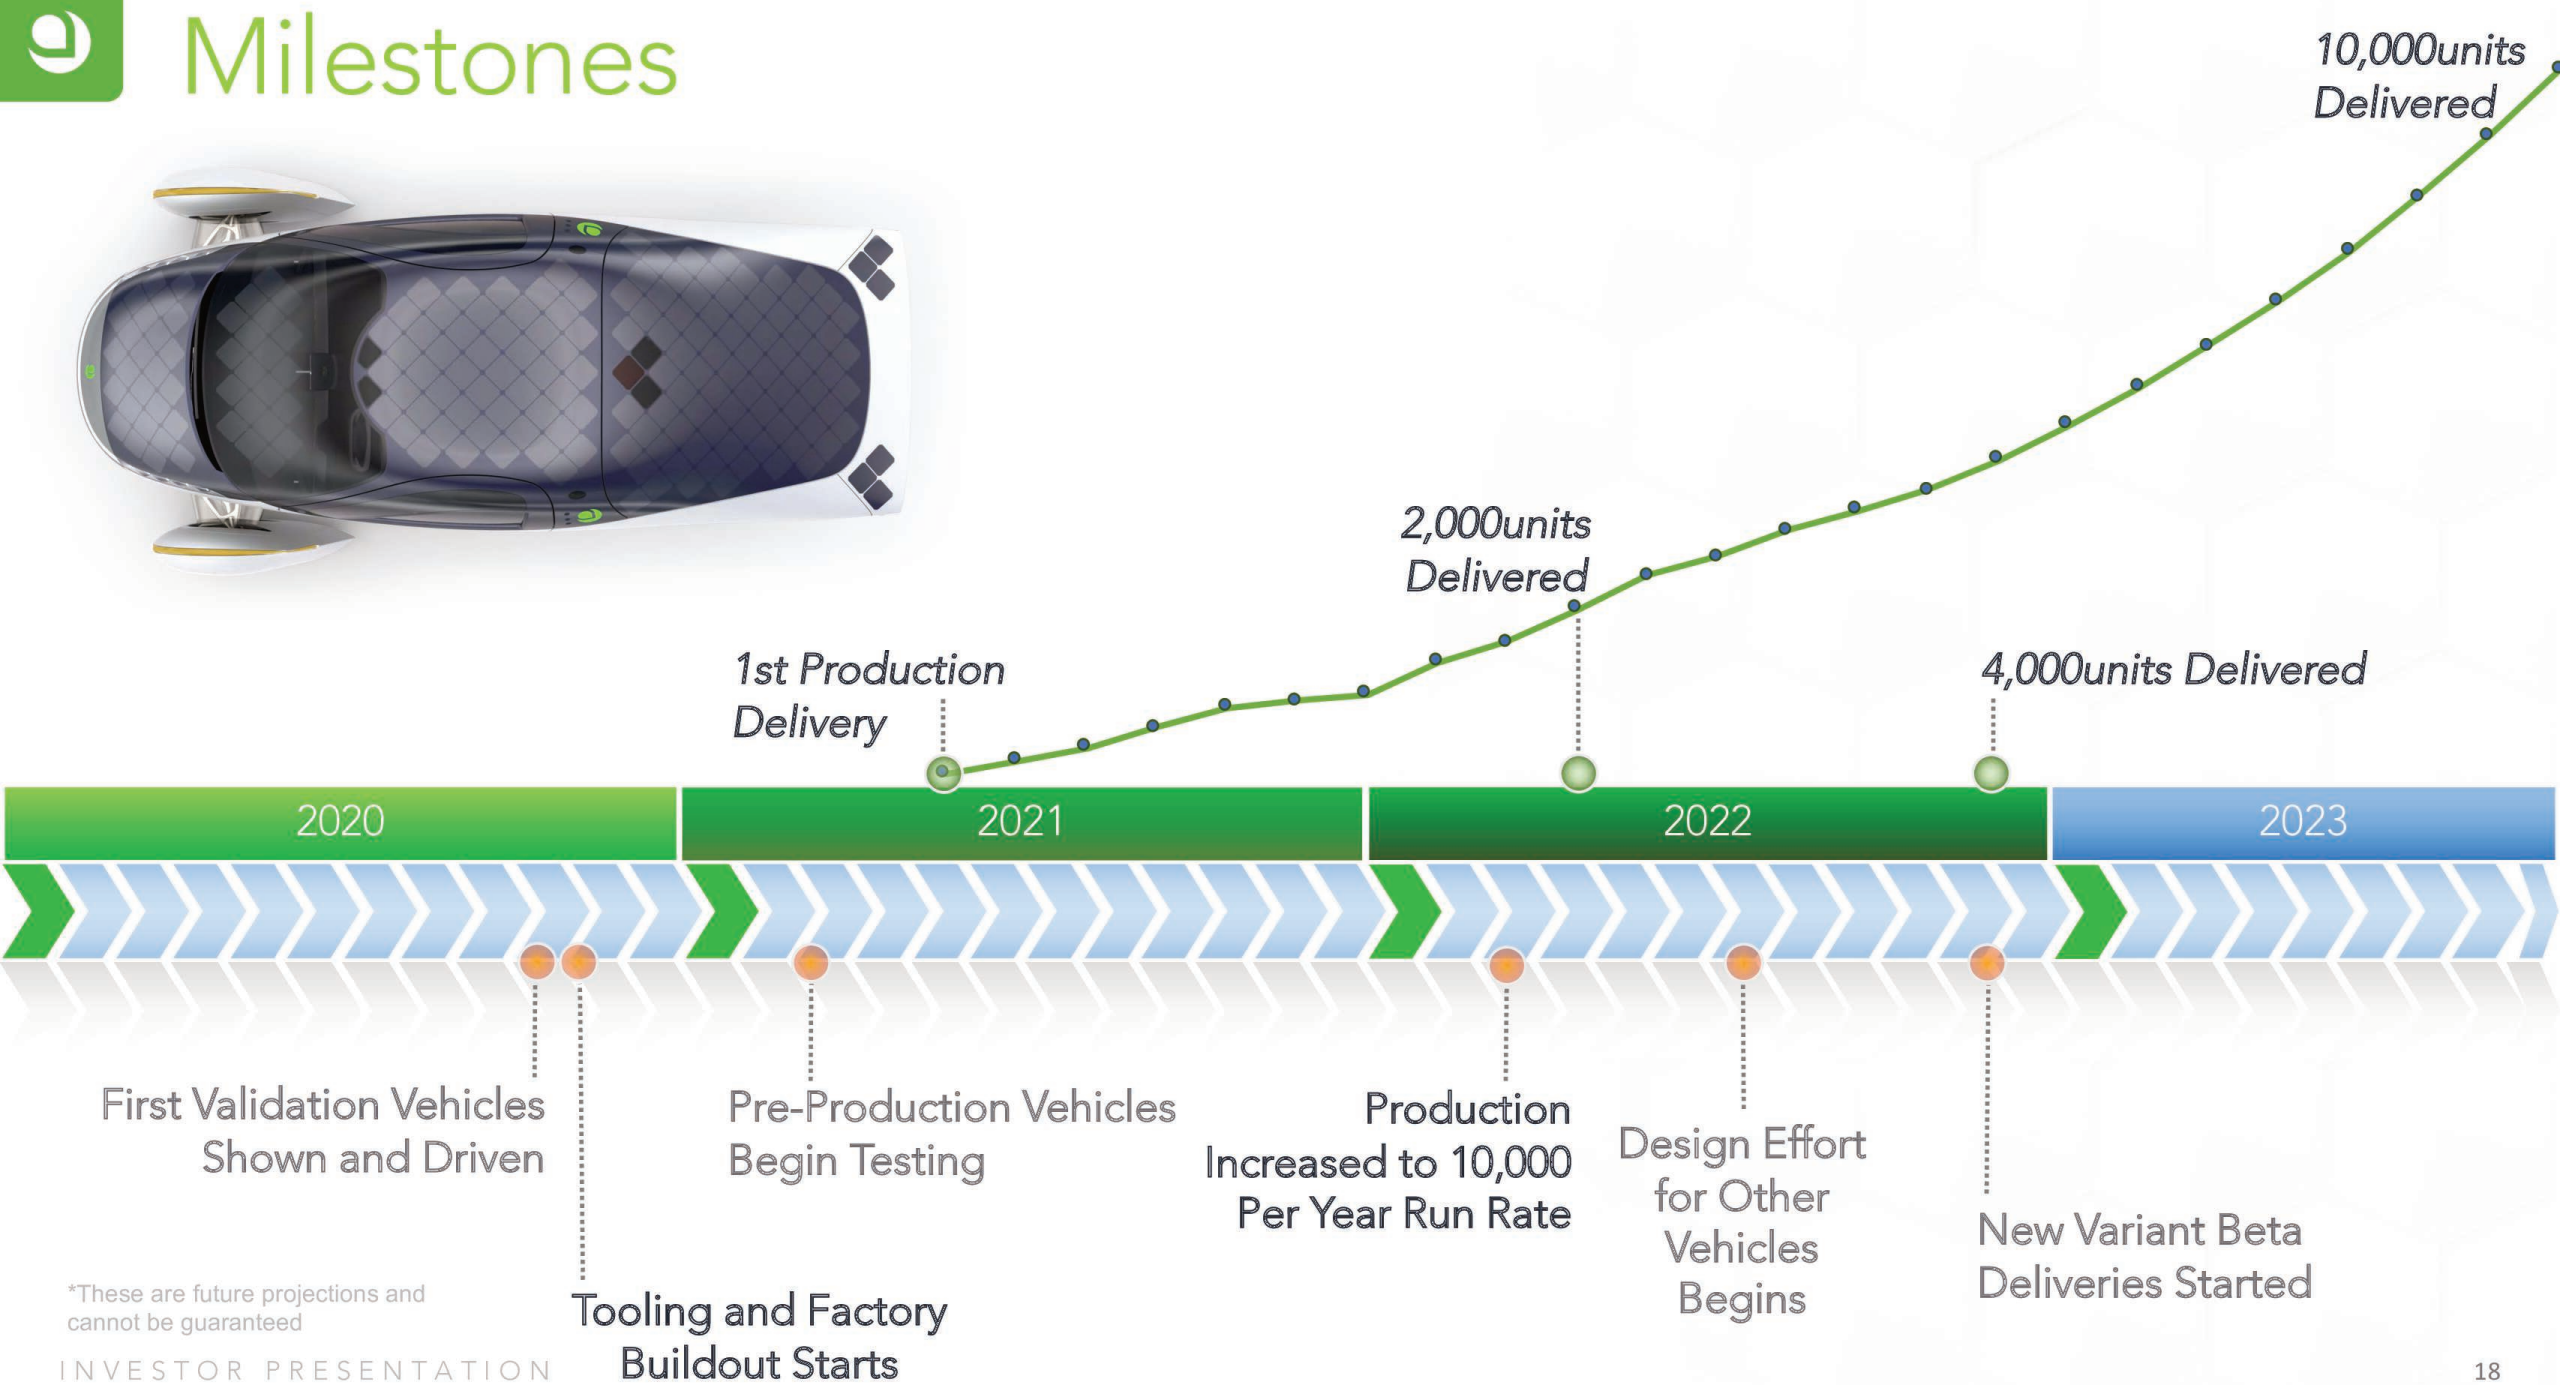 Milestones
10,000units
Delivered
2,000units
Delivered
1st Production
Delivery
4,000units Delivered
2020
2021
2022
2023
First Validation Vehicles
Shown and Driven
Tooling and Factory
Buildout Starts
Pre-Production Vehicles
Begin Testing
Production
Increased to 10,000
Per Year Run Rate
Design Effort
for Other
Vehicles
Begins
New Variant Beta
Deliveries Started
*These are future projections and
cannot be guaranteed
INVESTOR PRESENTATION
18